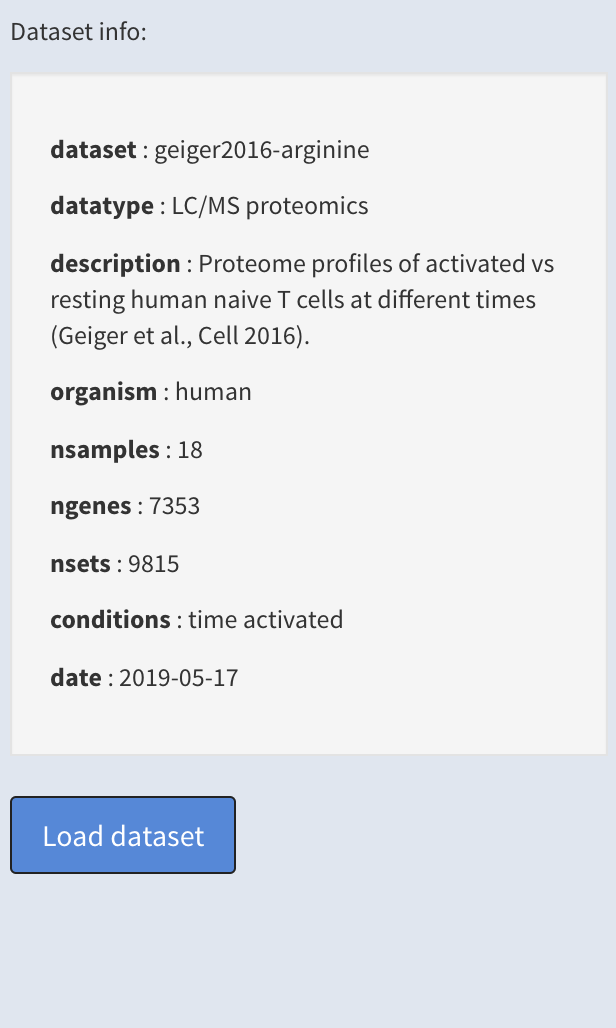 Dataset info:
dataset : geiger2016-arginine
datatype : LC/MS proteomics
description : Proteome profiles of activated vs
resting human naive T cells at different times
(Geiger et al., Cell 2016).
organism : human
nsamples : 18
ngenes : 7353
nsets : 9815
conditions : time activated
date : 2019-05-17
Load dataset